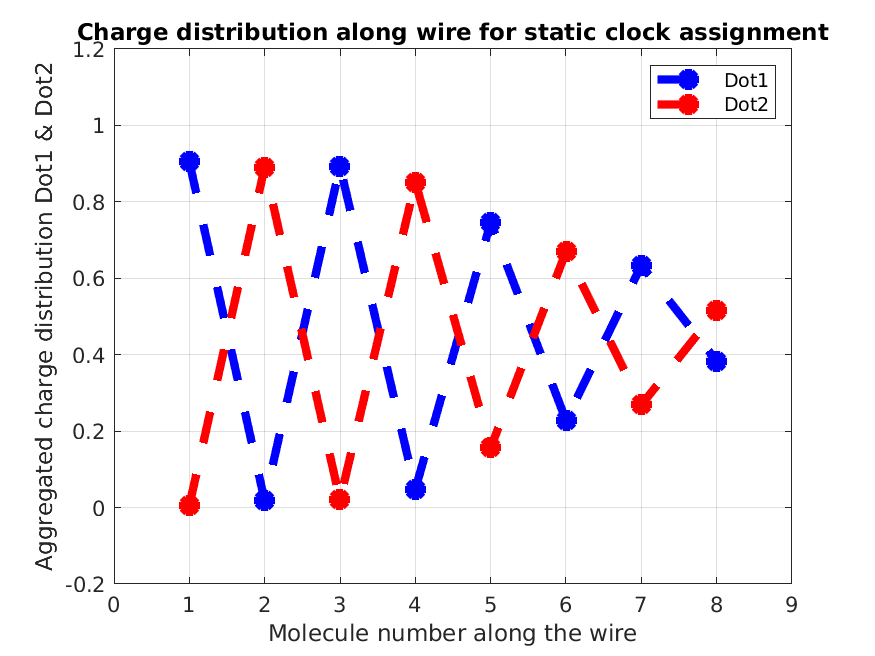 Charge distribution along wire for static clock assignment
Dot1
Dot2
Aggregated charge distribution Dot1 & Dot2
1.2
1
0.8
0.6
0.4
0.2
0
-0.2
0 1 2 3 4 5 6 7 8 9
Molecule number along the wire